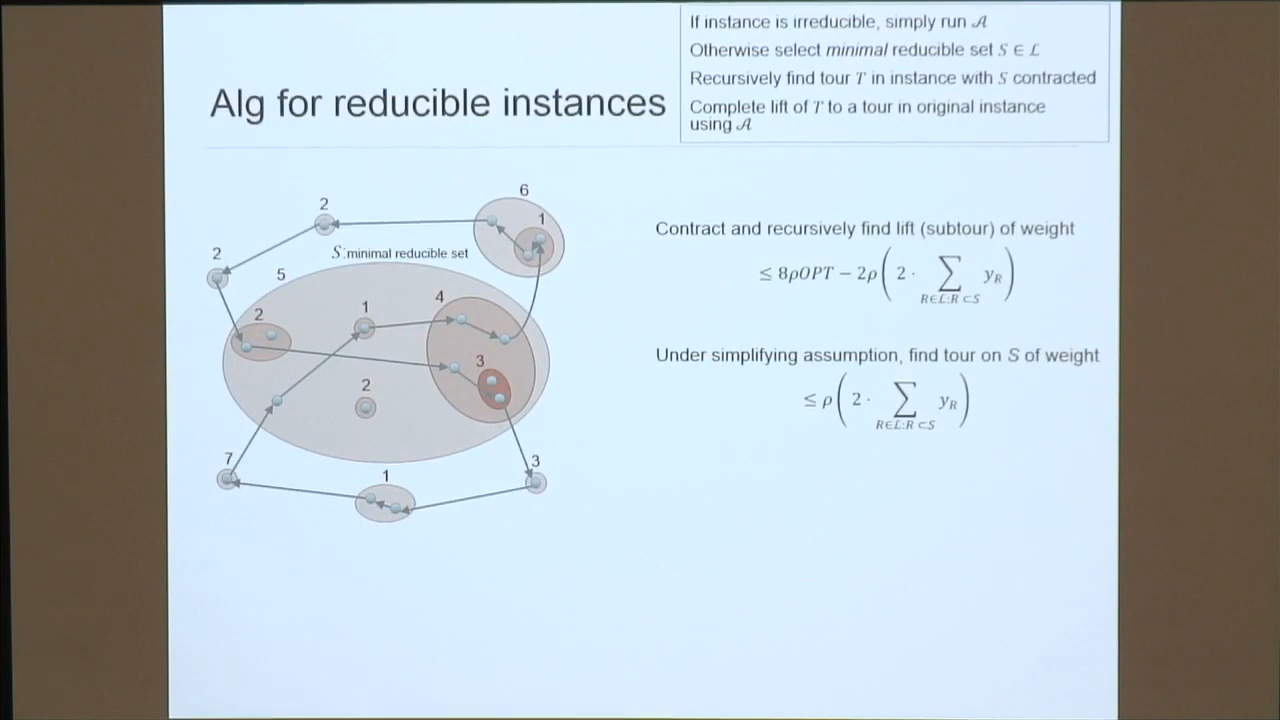 If instance is irreducible, simply run 𝒜
Otherwise select minimal reducible set S ∈ ℒ
Recursively find tour T in instance with S contracted
Complete lift of T to a tour in original instance
using 𝒜
Alg for reducible instances
6
2
1
2
S:minimal reducible set
5
4
1
2
3
2
7
1
3
Contract and recursively find lift (subtour) of weight
≤ 8ρOPT − 2ρ(2 · ∑ y_R)
R∈ℒ:R ⊂S
Under simplifying assumption, find tour on S of weight
≤ ρ(2 · ∑ y_R)
R∈ℒ:R ⊂S